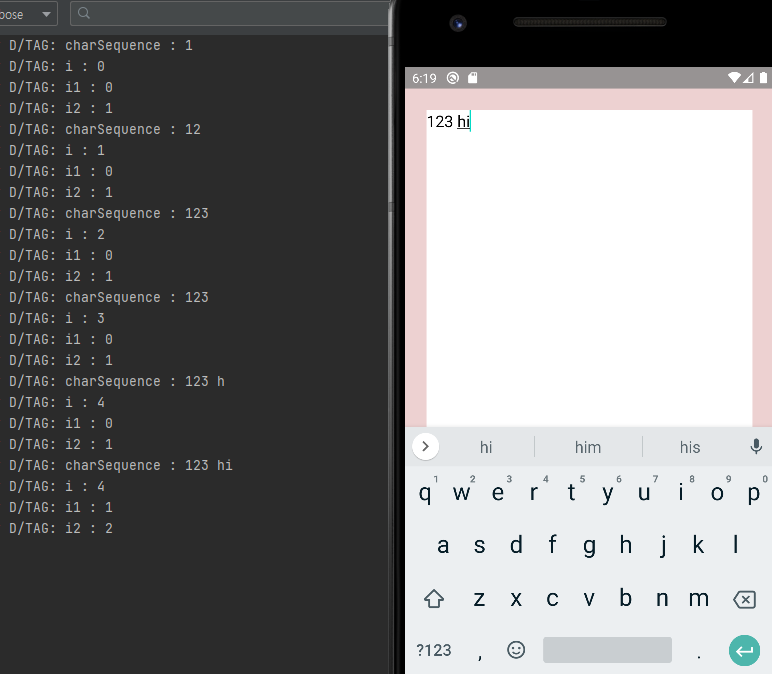 oose
D/TAG: charSequence : 1
D/TAG: i : 0
D/TAG: i1 : 0
D/TAG: i2 : 1
D/TAG: charSequence : 12
D/TAG: i : 1
D/TAG: i1 : 0
D/TAG: i2 : 1
D/TAG: charSequence : 123
D/TAG: i : 2
D/TAG: i1 : 0
D/TAG: i2 : 1
D/TAG: charSequence : 123
D/TAG: i : 3
D/TAG: i1 : 0
D/TAG: i2 : 1
D/TAG: charSequence : 123 h
D/TAG: i : 4
D/TAG: i1 : 0
D/TAG: i2 : 1
D/TAG: charSequence : 123 hi
D/TAG: i : 4
D/TAG: i1 : 1
D/TAG: i2 : 2
6:19
123 hi
hi him his
1 2 3 4 5 6 7 8 9 0
q w e r t y u i o p
a s d f g h j k l
z x c v b n m
?123 , .